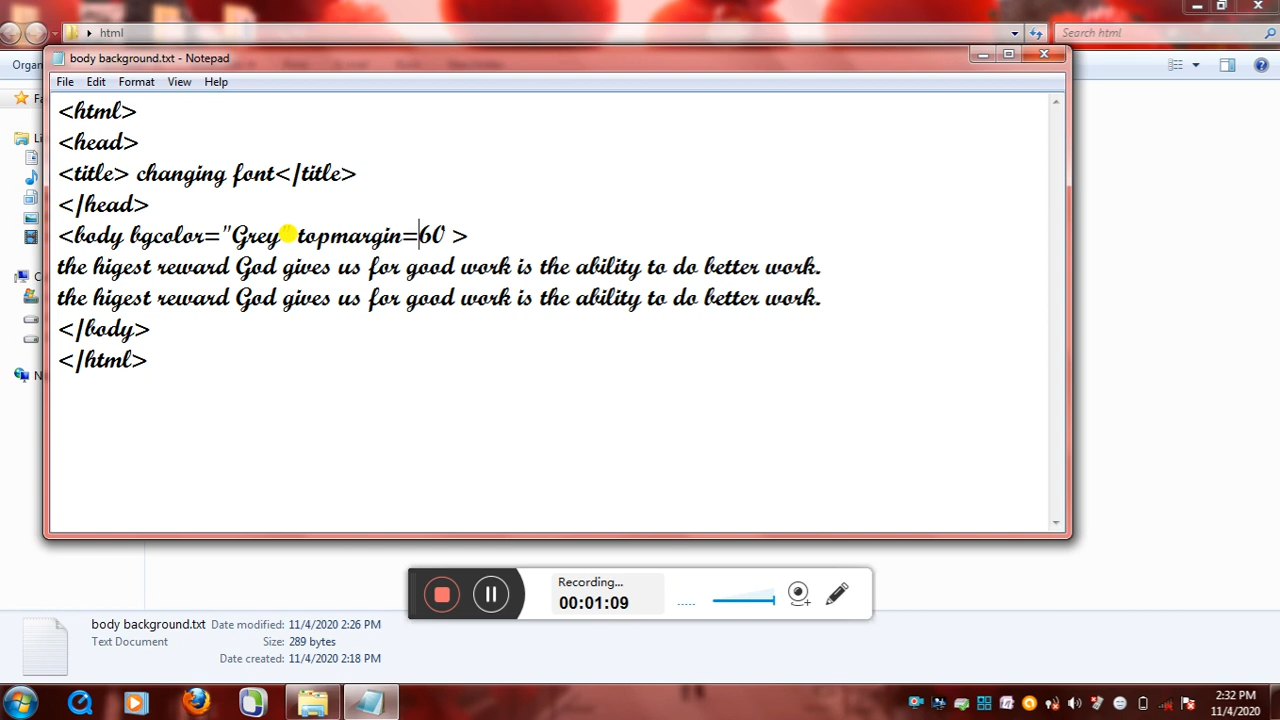 html
Search html
Organ
body background.txt - Notepad
File Edit Format View Help
<html>
<head>
<title> changing font</title>
</head>
<body bgcolor="Grey" topmargin=60 >
the higest reward God gives us for good work is the ability to do better work.
the higest reward God gives us for good work is the ability to do better work.
</body>
</html>
Recording...
00:01:09
body background.txt Date modified: 11/4/2020 2:26 PM
Text Document Size: 289 bytes
Date created: 11/4/2020 2:18 PM
2:32 PM
11/4/2020